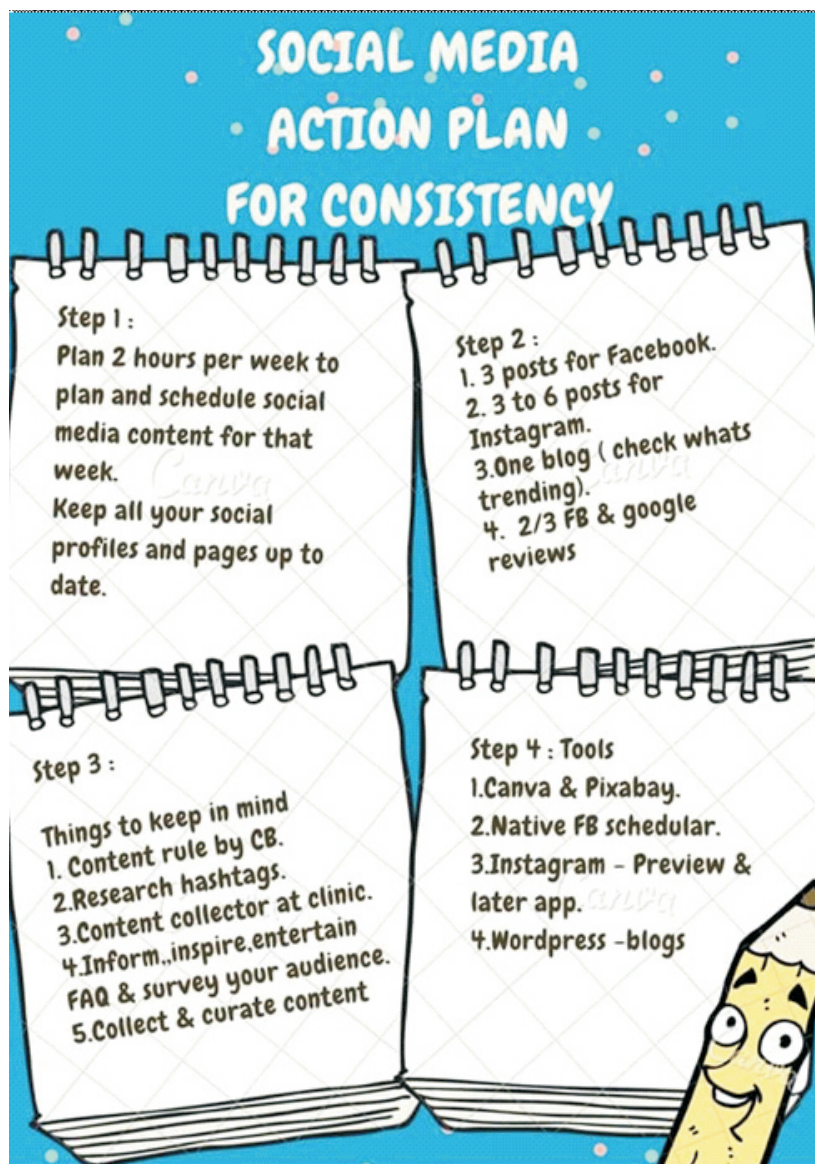 SOCIAL MEDIA
ACTION PLAN
FOR CONSISTENCY
Step 1 :
Plan 2 hours per week to
plan and schedule social
media content for that
week.
Keep all your social
profiles and pages up to
date.
Step 2 :
1. 3 posts for Facebook.
2. 3 to 6 posts for
Instagram.
3.One blog ( check whats
trending).
4. 2/3 FB & google
reviews
Step 3 :
Things to keep in mind
1. Content rule by CB.
2.Research hashtags.
3.Content collector at clinic.
4.Inform,,inspire,entertain
FAQ & survey your audience.
5.Collect & curate content
Step 4 : Tools
1.Canva & Pixabay.
2.Native FB schedular.
3.Instagram - Preview &
later app.
4.Wordpress -blogs
Canva
Canva
Canva